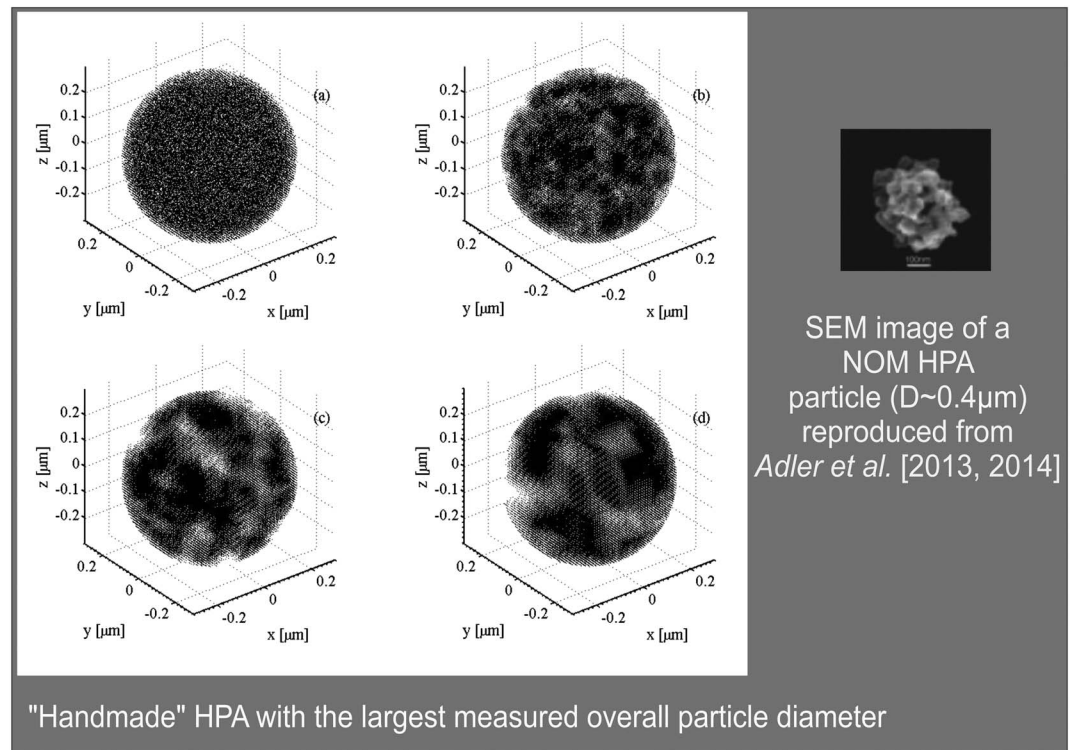 (a)
0.2
0.1
0
-0.1
-0.2
z [µm]
0.2
0
-0.2
y [µm]
-0.2
0
0.2
x [µm]
(b)
0.2
0.1
0
-0.1
-0.2
z [µm]
0.2
0
-0.2
y [µm]
-0.2
0
0.2
x [µm]
(c)
0.2
0.1
0
-0.1
-0.2
z [µm]
0.2
0
-0.2
y [µm]
-0.2
0
0.2
x [µm]
(d)
0.2
0.1
0
-0.1
-0.2
z [µm]
0.2
0
-0.2
y [µm]
-0.2
0
0.2
x [µm]
100nm
SEM image of a
NOM HPA
particle (D~0.4µm)
reproduced from
Adler et al. [2013, 2014]
"Handmade" HPA with the largest measured overall particle diameter